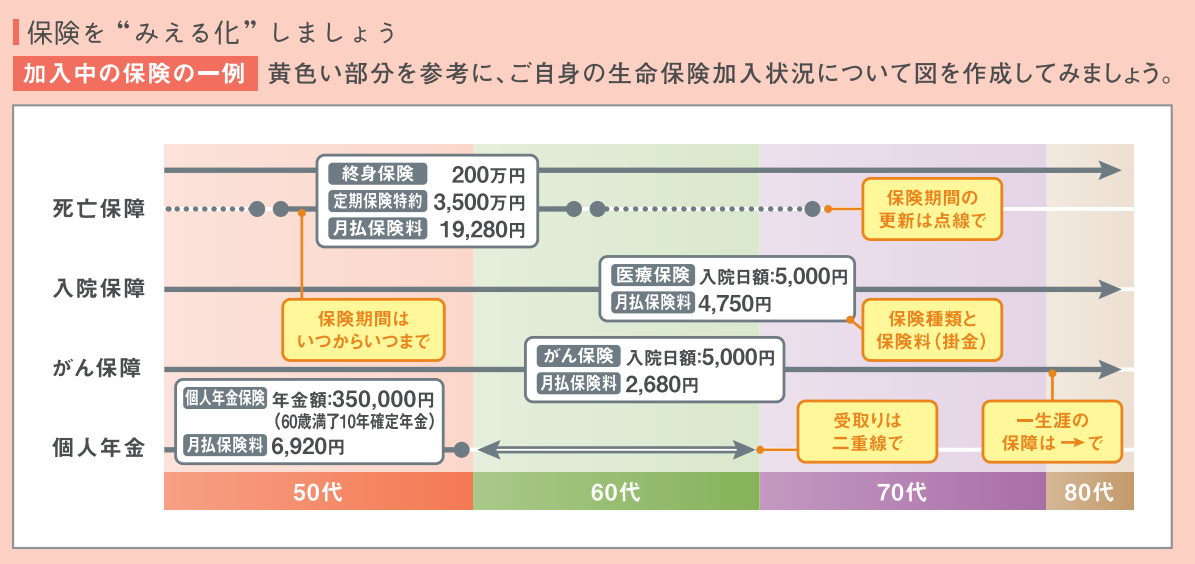 保険を“みえる化”しましょう
加入中の保険の一例 黄色い部分を参考に、ご自身の生命保険加入状況について図を作成してみましょう。
死亡保障
終身保険 200万円
定期保険特約 3,500万円
月払保険料 19,280円
保険期間の
更新は点線で
入院保障
医療保険 入院日額:5,000円
月払保険料 4,750円
保険期間は
いつからいつまで
保険種類と
保険料(掛金)
がん保障
がん保険 入院日額:5,000円
月払保険料 2,680円
個人年金
個人年金保険 年金額:350,000円
(60歳満了10年確定年金)
月払保険料 6,920円
受取りは
二重線で
一生涯の
保障は→で
50代 60代 70代 80代